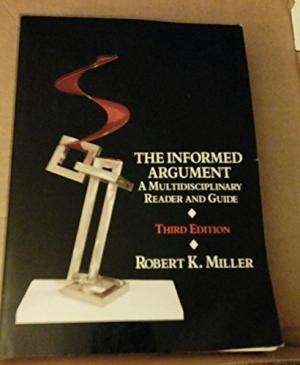 THE INFORMED
ARGUMENT
A MULTIDISCIPLINARY
READER AND GUIDE
THIRD EDITION
ROBERT K. MILLER